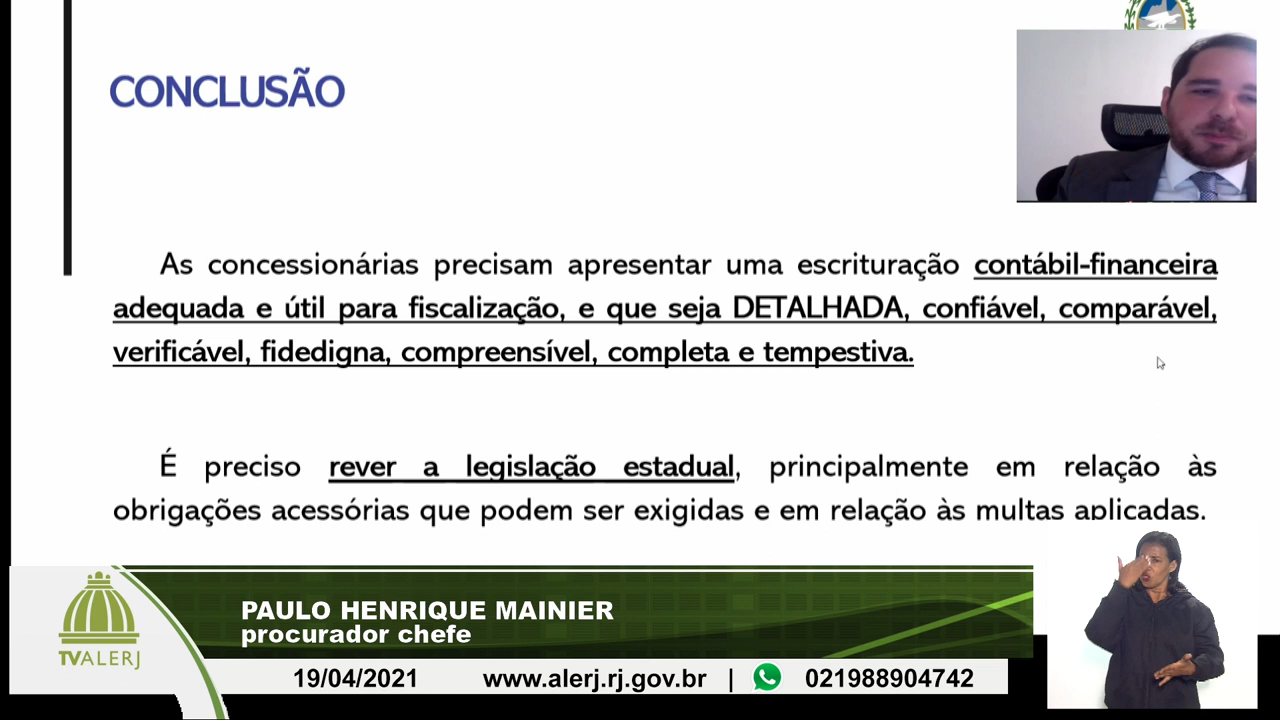 CONCLUSÃO
As concessionárias precisam apresentar uma escrituração contábil-financeira
adequada e útil para fiscalização, e que seja DETALHADA, confiável, comparável,
verificável, fidedigna, compreensível, completa e tempestiva.
É preciso rever a legislação estadual, principalmente em relação às
obrigações acessórias que podem ser exigidas e em relação às multas aplicadas.
PAULO HENRIQUE MAINIER
procurador chefe
TVALERJ
19/04/2021 www.alerj.rj.gov.br | 021988904742